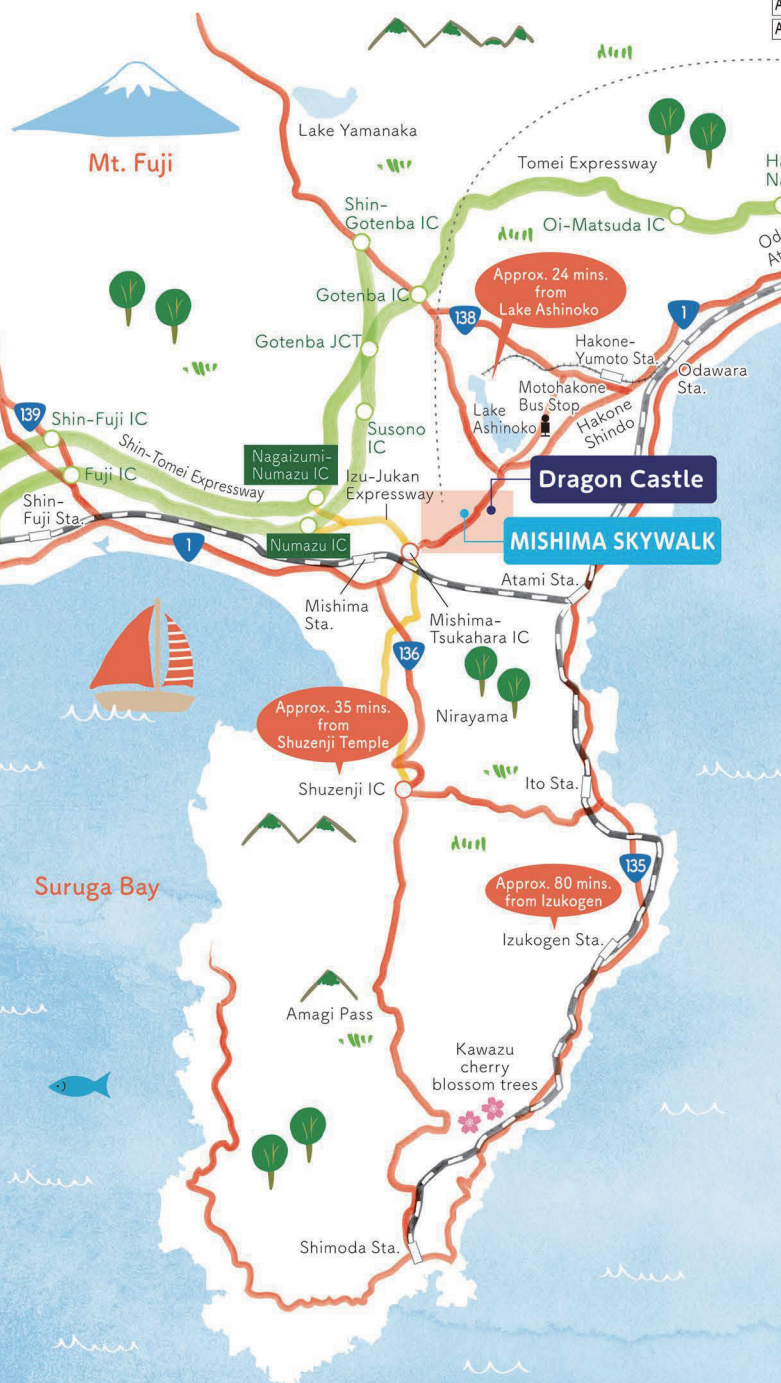 A
A
Lake Yamanaka
Mt. Fuji
Tomei Expressway
Shin-
Gotenba IC
Oi-Matsuda IC
Gotenba IC
Approx. 24 mins.
from
Lake Ashinoko
138
1
Gotenba JCT
Hakone-
Yumoto Sta.
Odawara
Sta.
Motohakone
Bus Stop
Lake
Ashinoko
Hakone
Shindo
139
Shin-Fuji IC
Susono
IC
Shin-Tomei Expressway
Nagaizumi-
Numazu IC
Izu-Jukan
Expressway
Fuji IC
Dragon Castle
Shin-
Fuji Sta.
1
Numazu IC
MISHIMA SKYWALK
Atami Sta.
Mishima
Sta.
Mishima-
Tsukahara IC
136
Approx. 35 mins.
from
Shuzenji Temple
Nirayama
Shuzenji IC
Ito Sta.
Suruga Bay
135
Approx. 80 mins.
from Izukogen
Izukogen Sta.
Amagi Pass
Kawazu
cherry
blossom trees
Shimoda Sta.